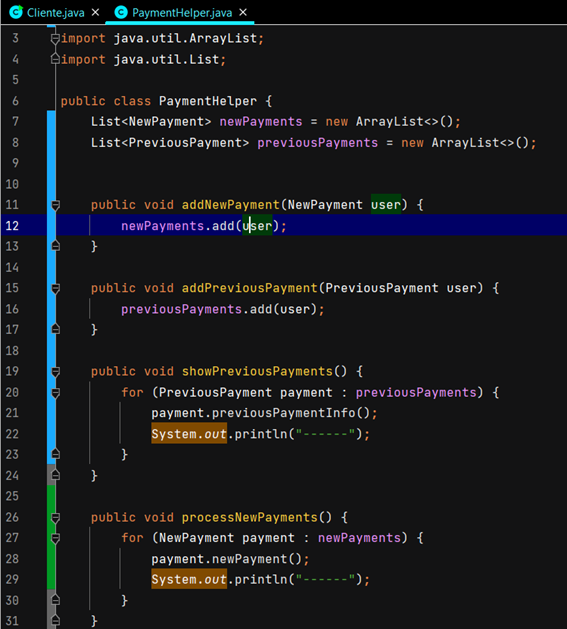 Cliente.java × PaymentHelper.java ×
3 import java.util.ArrayList;
4 import java.util.List;
5
6 public class PaymentHelper {
7 List<NewPayment> newPayments = new ArrayList<>();
8 List<PreviousPayment> previousPayments = new ArrayList<>();
9
10
11 public void addNewPayment(NewPayment user) {
12 newPayments.add(user);
13 }
14
15 public void addPreviousPayment(PreviousPayment user) {
16 previousPayments.add(user);
17 }
18
19 public void showPreviousPayments() {
20 for (PreviousPayment payment : previousPayments) {
21 payment.previousPaymentInfo();
22 System.out.println("------");
23 }
24 }
25
26 public void processNewPayments() {
27 for (NewPayment payment : newPayments) {
28 payment.newPayment();
29 System.out.println("------");
30 }
31 }